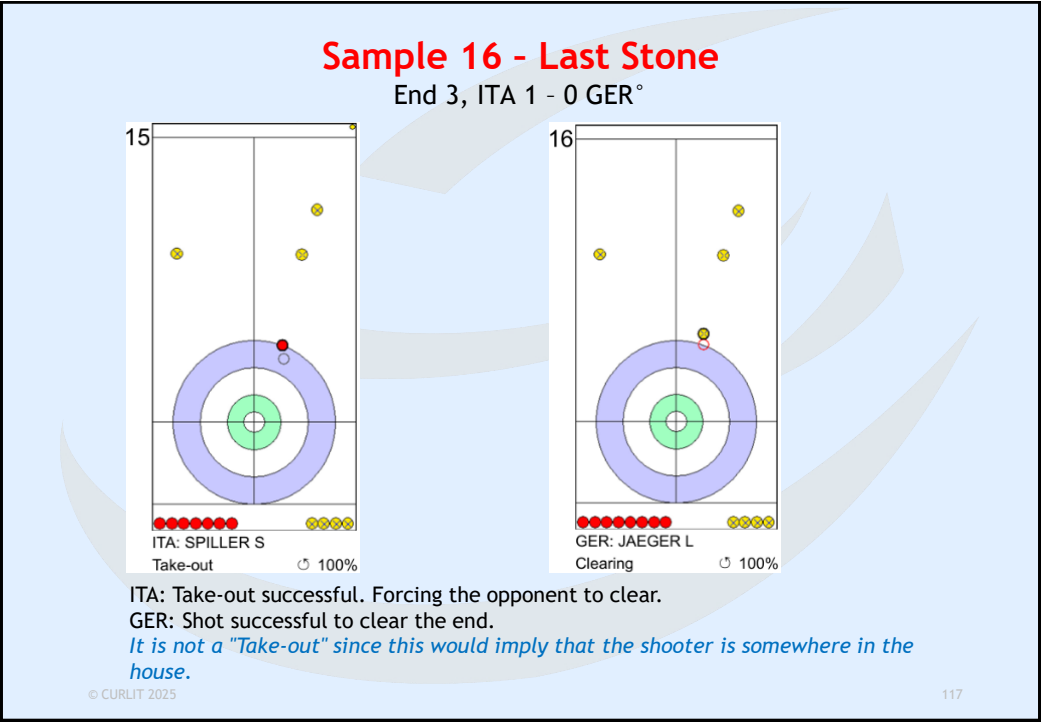 Sample 16 – Last Stone
End 3, ITA 1 – 0 GER°
15
ITA: SPILLER S
Take-out ↺ 100%
16
GER: JAEGER L
Clearing ↺ 100%
ITA: Take-out successful. Forcing the opponent to clear.
GER: Shot successful to clear the end.
It is not a "Take-out" since this would imply that the shooter is somewhere in the
house.
© CURLIT 2025
117